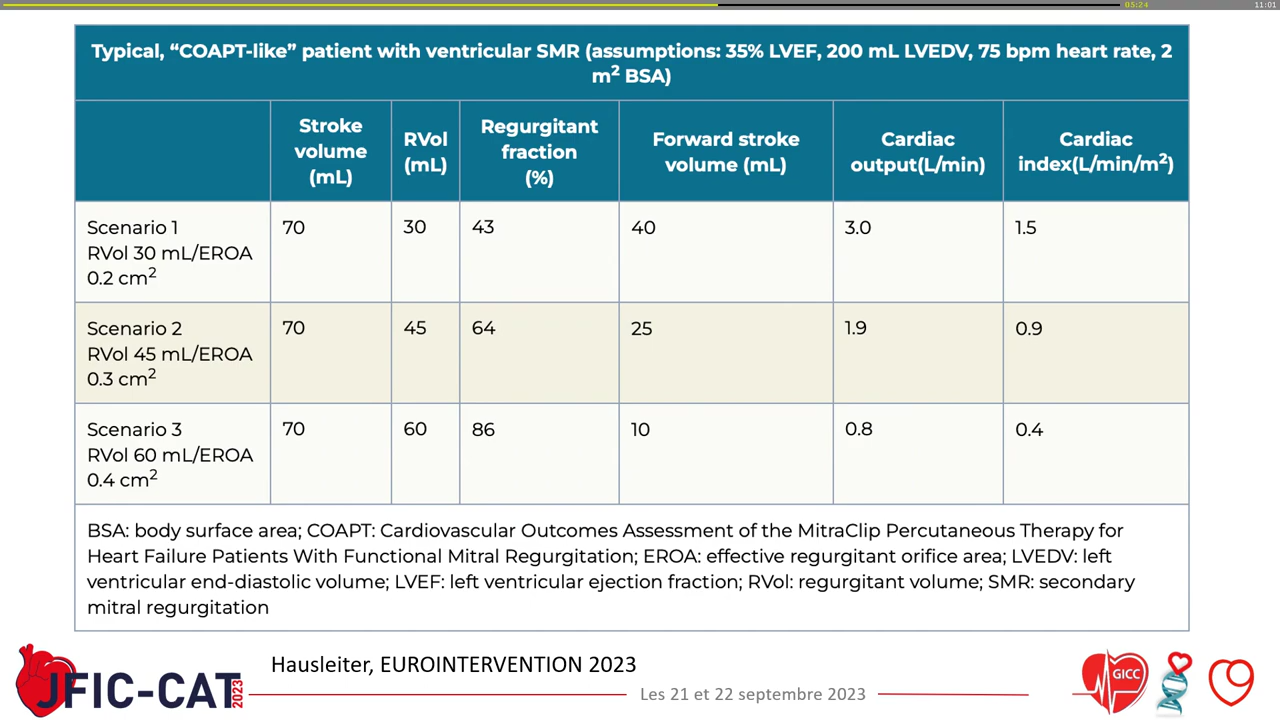 05:24
11:01
Typical, “COAPT-like” patient with ventricular SMR (assumptions: 35% LVEF, 200 mL LVEDV, 75 bpm heart rate, 2
m² BSA)
Stroke
volume
(mL)
RVol
(mL)
Regurgitant
fraction
(%)
Forward stroke
volume (mL)
Cardiac
output(L/min)
Cardiac
index(L/min/m²)
Scenario 1
RVol 30 mL/EROA
0.2 cm²
70
30
43
40
3.0
1.5
Scenario 2
RVol 45 mL/EROA
0.3 cm²
70
45
64
25
1.9
0.9
Scenario 3
RVol 60 mL/EROA
0.4 cm²
70
60
86
10
0.8
0.4
BSA: body surface area; COAPT: Cardiovascular Outcomes Assessment of the MitraClip Percutaneous Therapy for
Heart Failure Patients With Functional Mitral Regurgitation; EROA: effective regurgitant orifice area; LVEDV: left
ventricular end-diastolic volume; LVEF: left ventricular ejection fraction; RVol: regurgitant volume; SMR: secondary
mitral regurgitation
Hausleiter, EUROINTERVENTION 2023
JFIC-CAT
2023
Les 21 et 22 septembre 2023
GICC